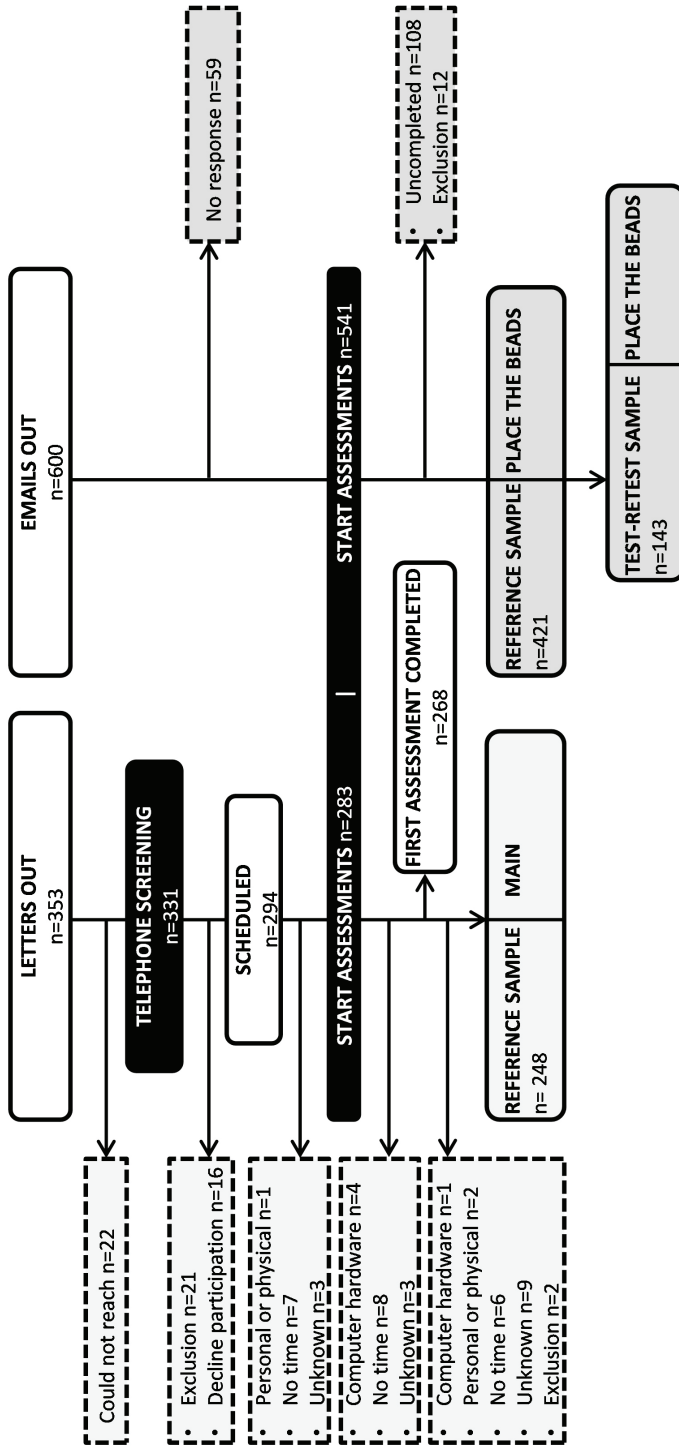 LETTERS OUT
n=353
EMAILS OUT
n=600
• Could not reach n=22
TELEPHONE SCREENING
n=331
No response n=59
• Exclusion n=21
• Decline participation n=16
SCHEDULED
n=294
• Personal or physical n=1
• No time n=7
• Unknown n=3
START ASSESSMENTS n=283 | START ASSESSMENTS n=541
• Computer hardware n=4
• No time n=8
• Unknown n=3
FIRST ASSESSMENT COMPLETED
n=268
• Uncompleted n=108
• Exclusion n=12
• Computer hardware n=1
• Personal or physical n=2
• No time n=6
• Unknown n=9
• Exclusion n=2
REFERENCE SAMPLE MAIN
n= 248
REFERENCE SAMPLE PLACE THE BEADS
n=421
TEST-RETEST SAMPLE PLACE THE BEADS
n=143